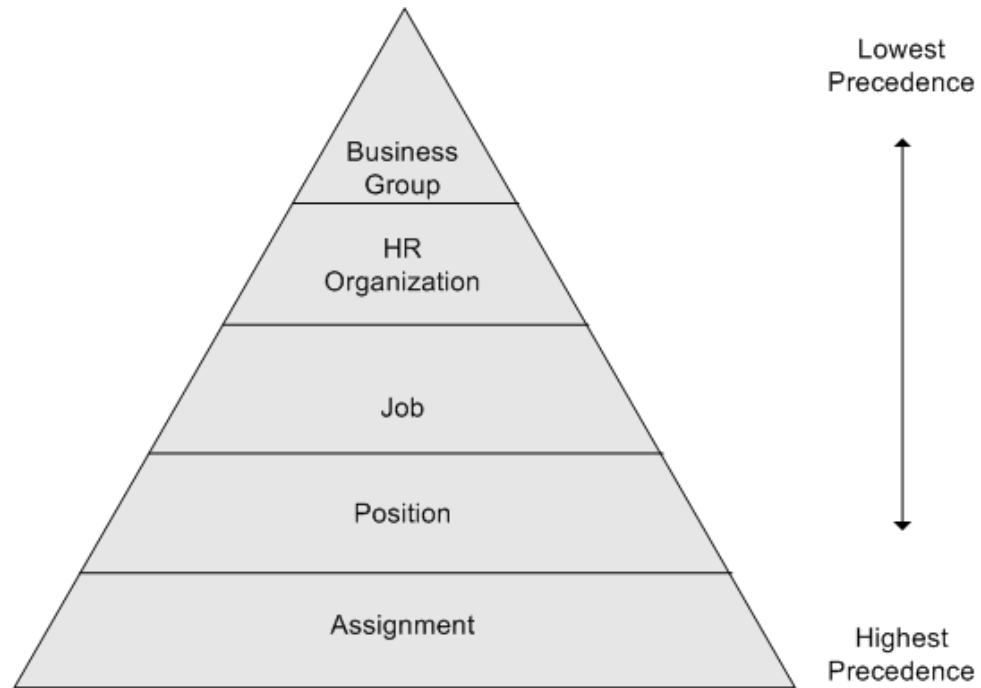 Lowest
Precedence
Business
Group
HR
Organization
Job
Position
Assignment
Highest
Precedence